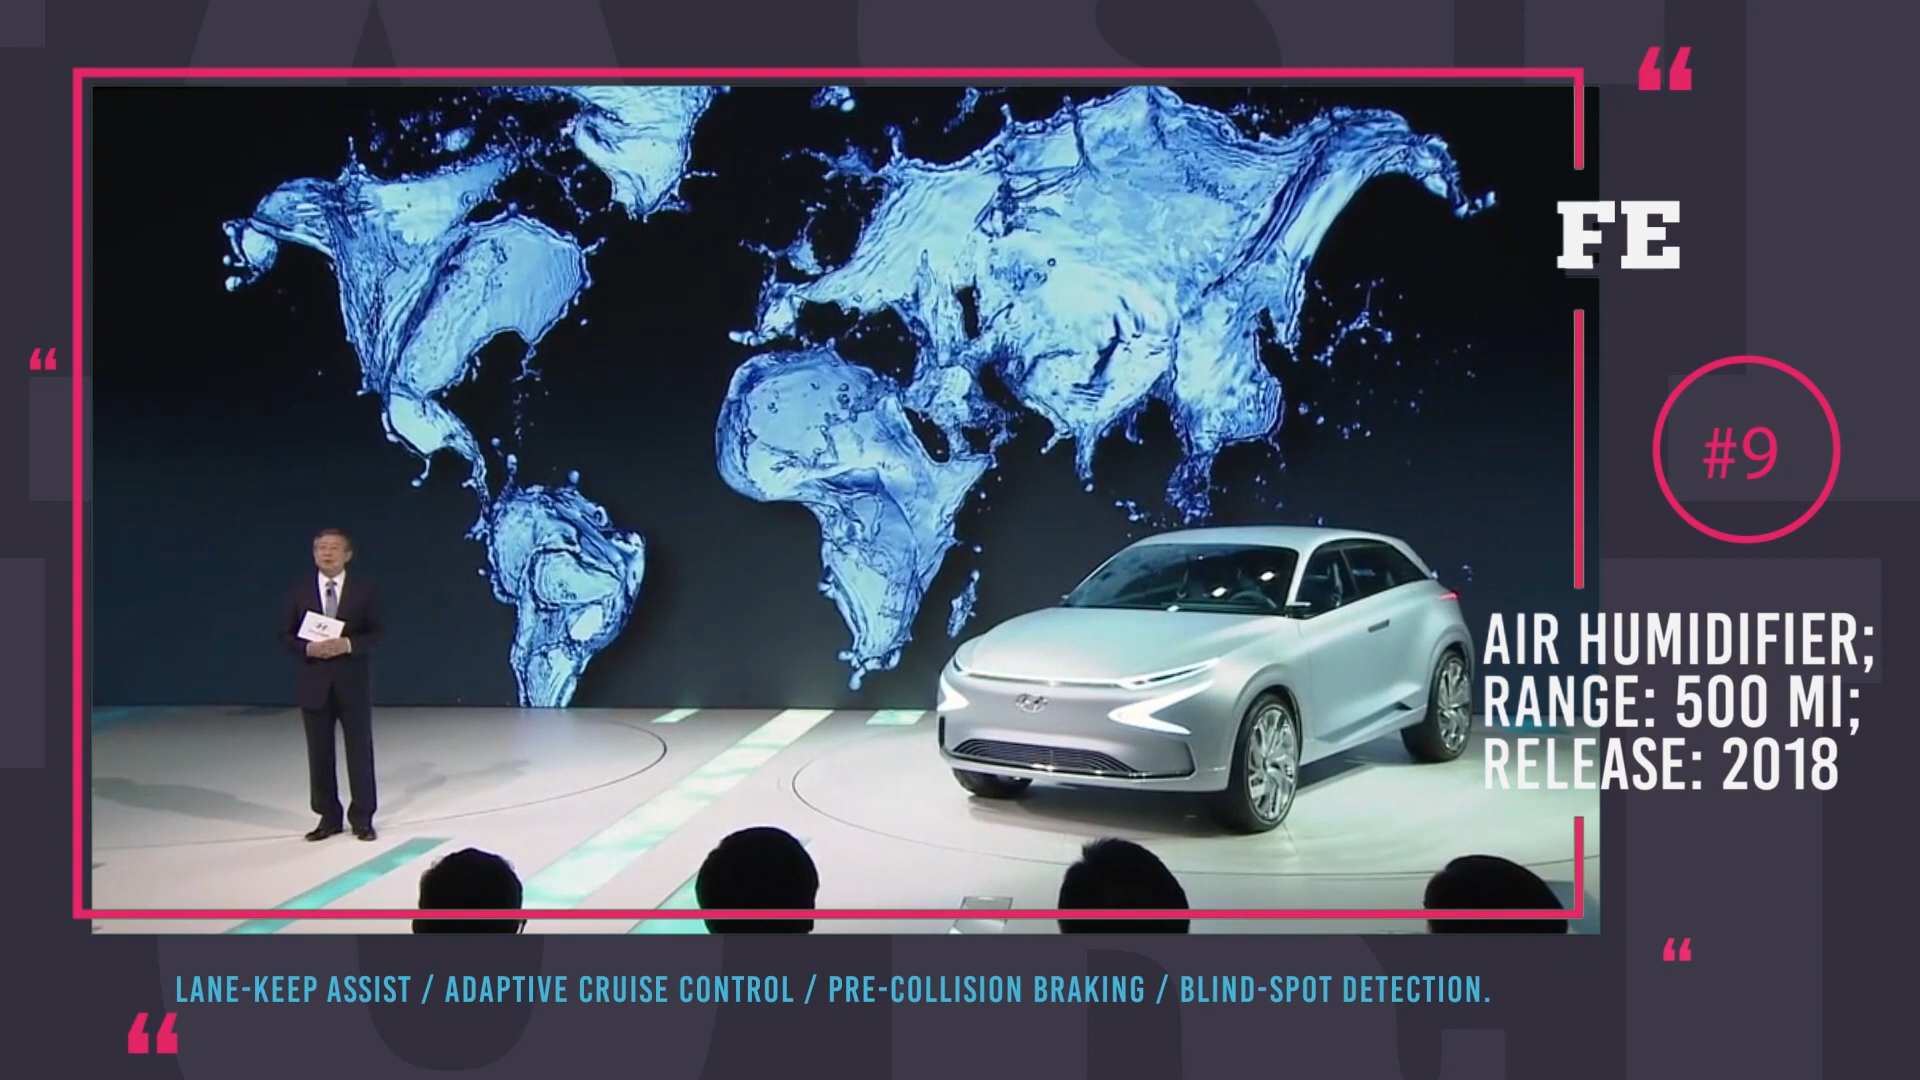 FE
#9
AIR HUMIDIFIER;
RANGE: 500 MI;
RELEASE: 2018
LANE-KEEP ASSIST / ADAPTIVE CRUISE CONTROL / PRE-COLLISION BRAKING / BLIND-SPOT DETECTION.